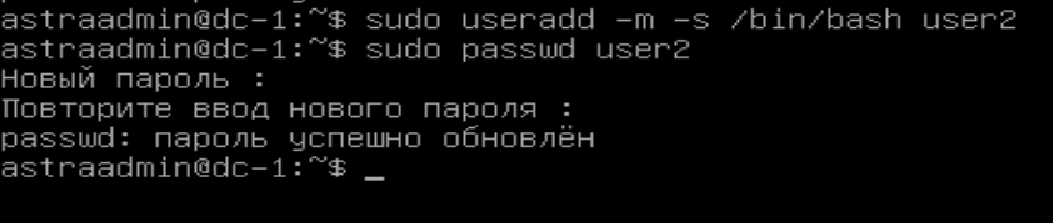 astraadmin@dc-1:~$ sudo useradd -m -s /bin/bash user2
astraadmin@dc-1:~$ sudo passwd user2
Новый пароль :
Повторите ввод нового пароля :
passwd: пароль успешно обновлён
astraadmin@dc-1:~$ _